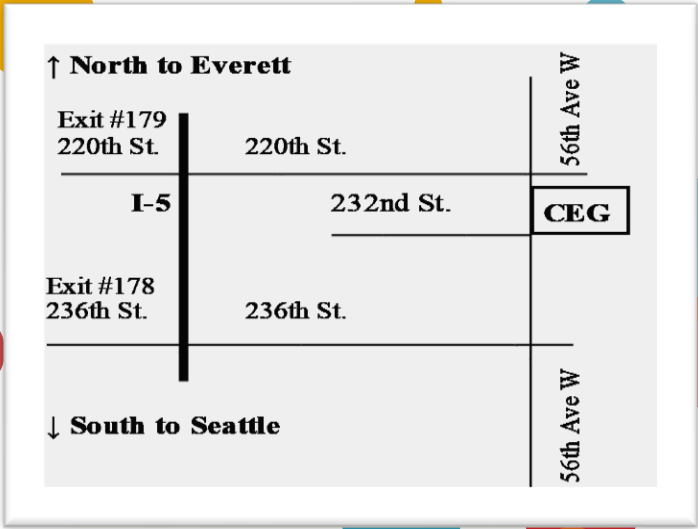 ↑ North to Everett
56th Ave W
Exit #179
220th St.
220th St.
I-5
232nd St.
CEG
Exit #178
236th St.
236th St.
↓ South to Seattle
56th Ave W